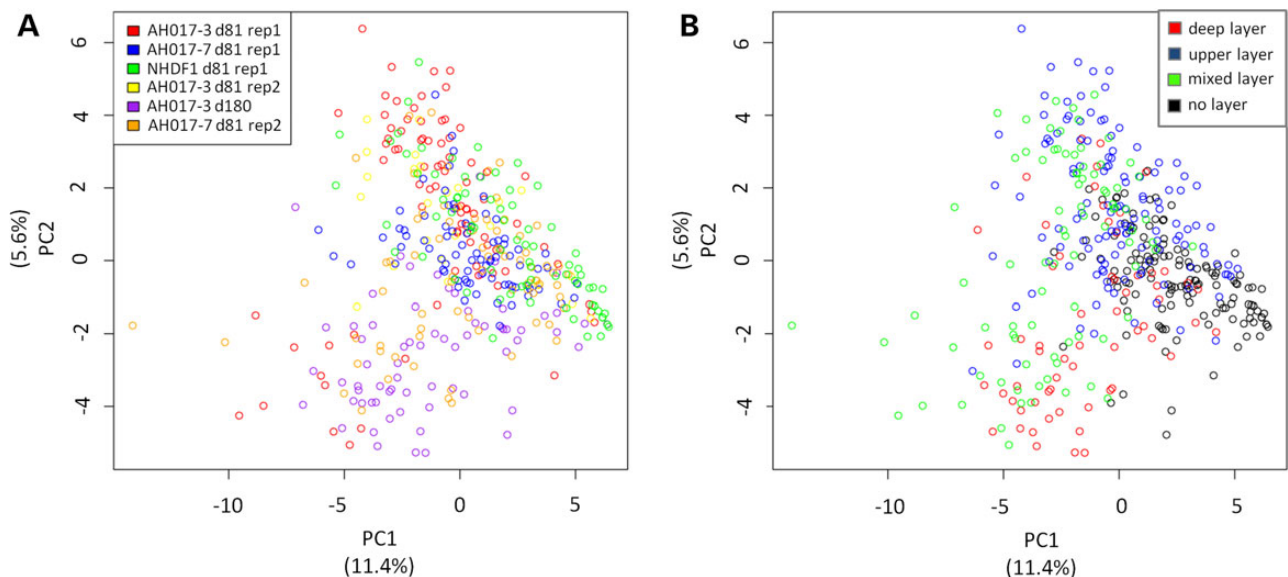 A
AH017-3 d81 rep1
AH017-7 d81 rep1
NHDF1 d81 rep1
AH017-3 d81 rep2
AH017-3 d180
AH017-7 d81 rep2
6
4
2
0
-2
-4
(5.6%)
PC2
-10
-5
0
5
PC1
(11.4%)
B
deep layer
upper layer
mixed layer
no layer
6
4
2
0
-2
-4
(5.6%)
PC2
-10
-5
0
5
PC1
(11.4%)